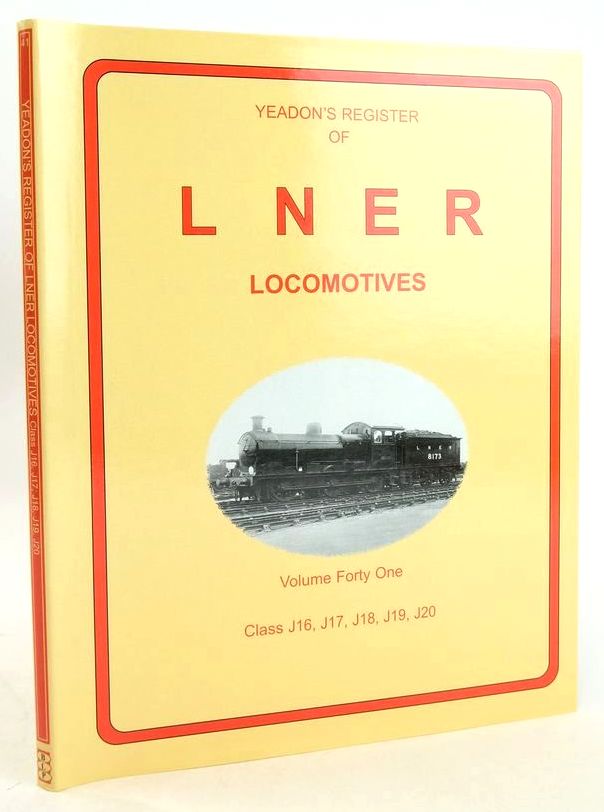 YEADON'S REGISTER
OF
L N E R
LOCOMOTIVES
L N E R
8173
Volume Forty One
Class J16, J17, J18, J19, J20
41
YEADON'S REGISTER OF LNER LOCOMOTIVES Class J16, J17, J18, J19, J20